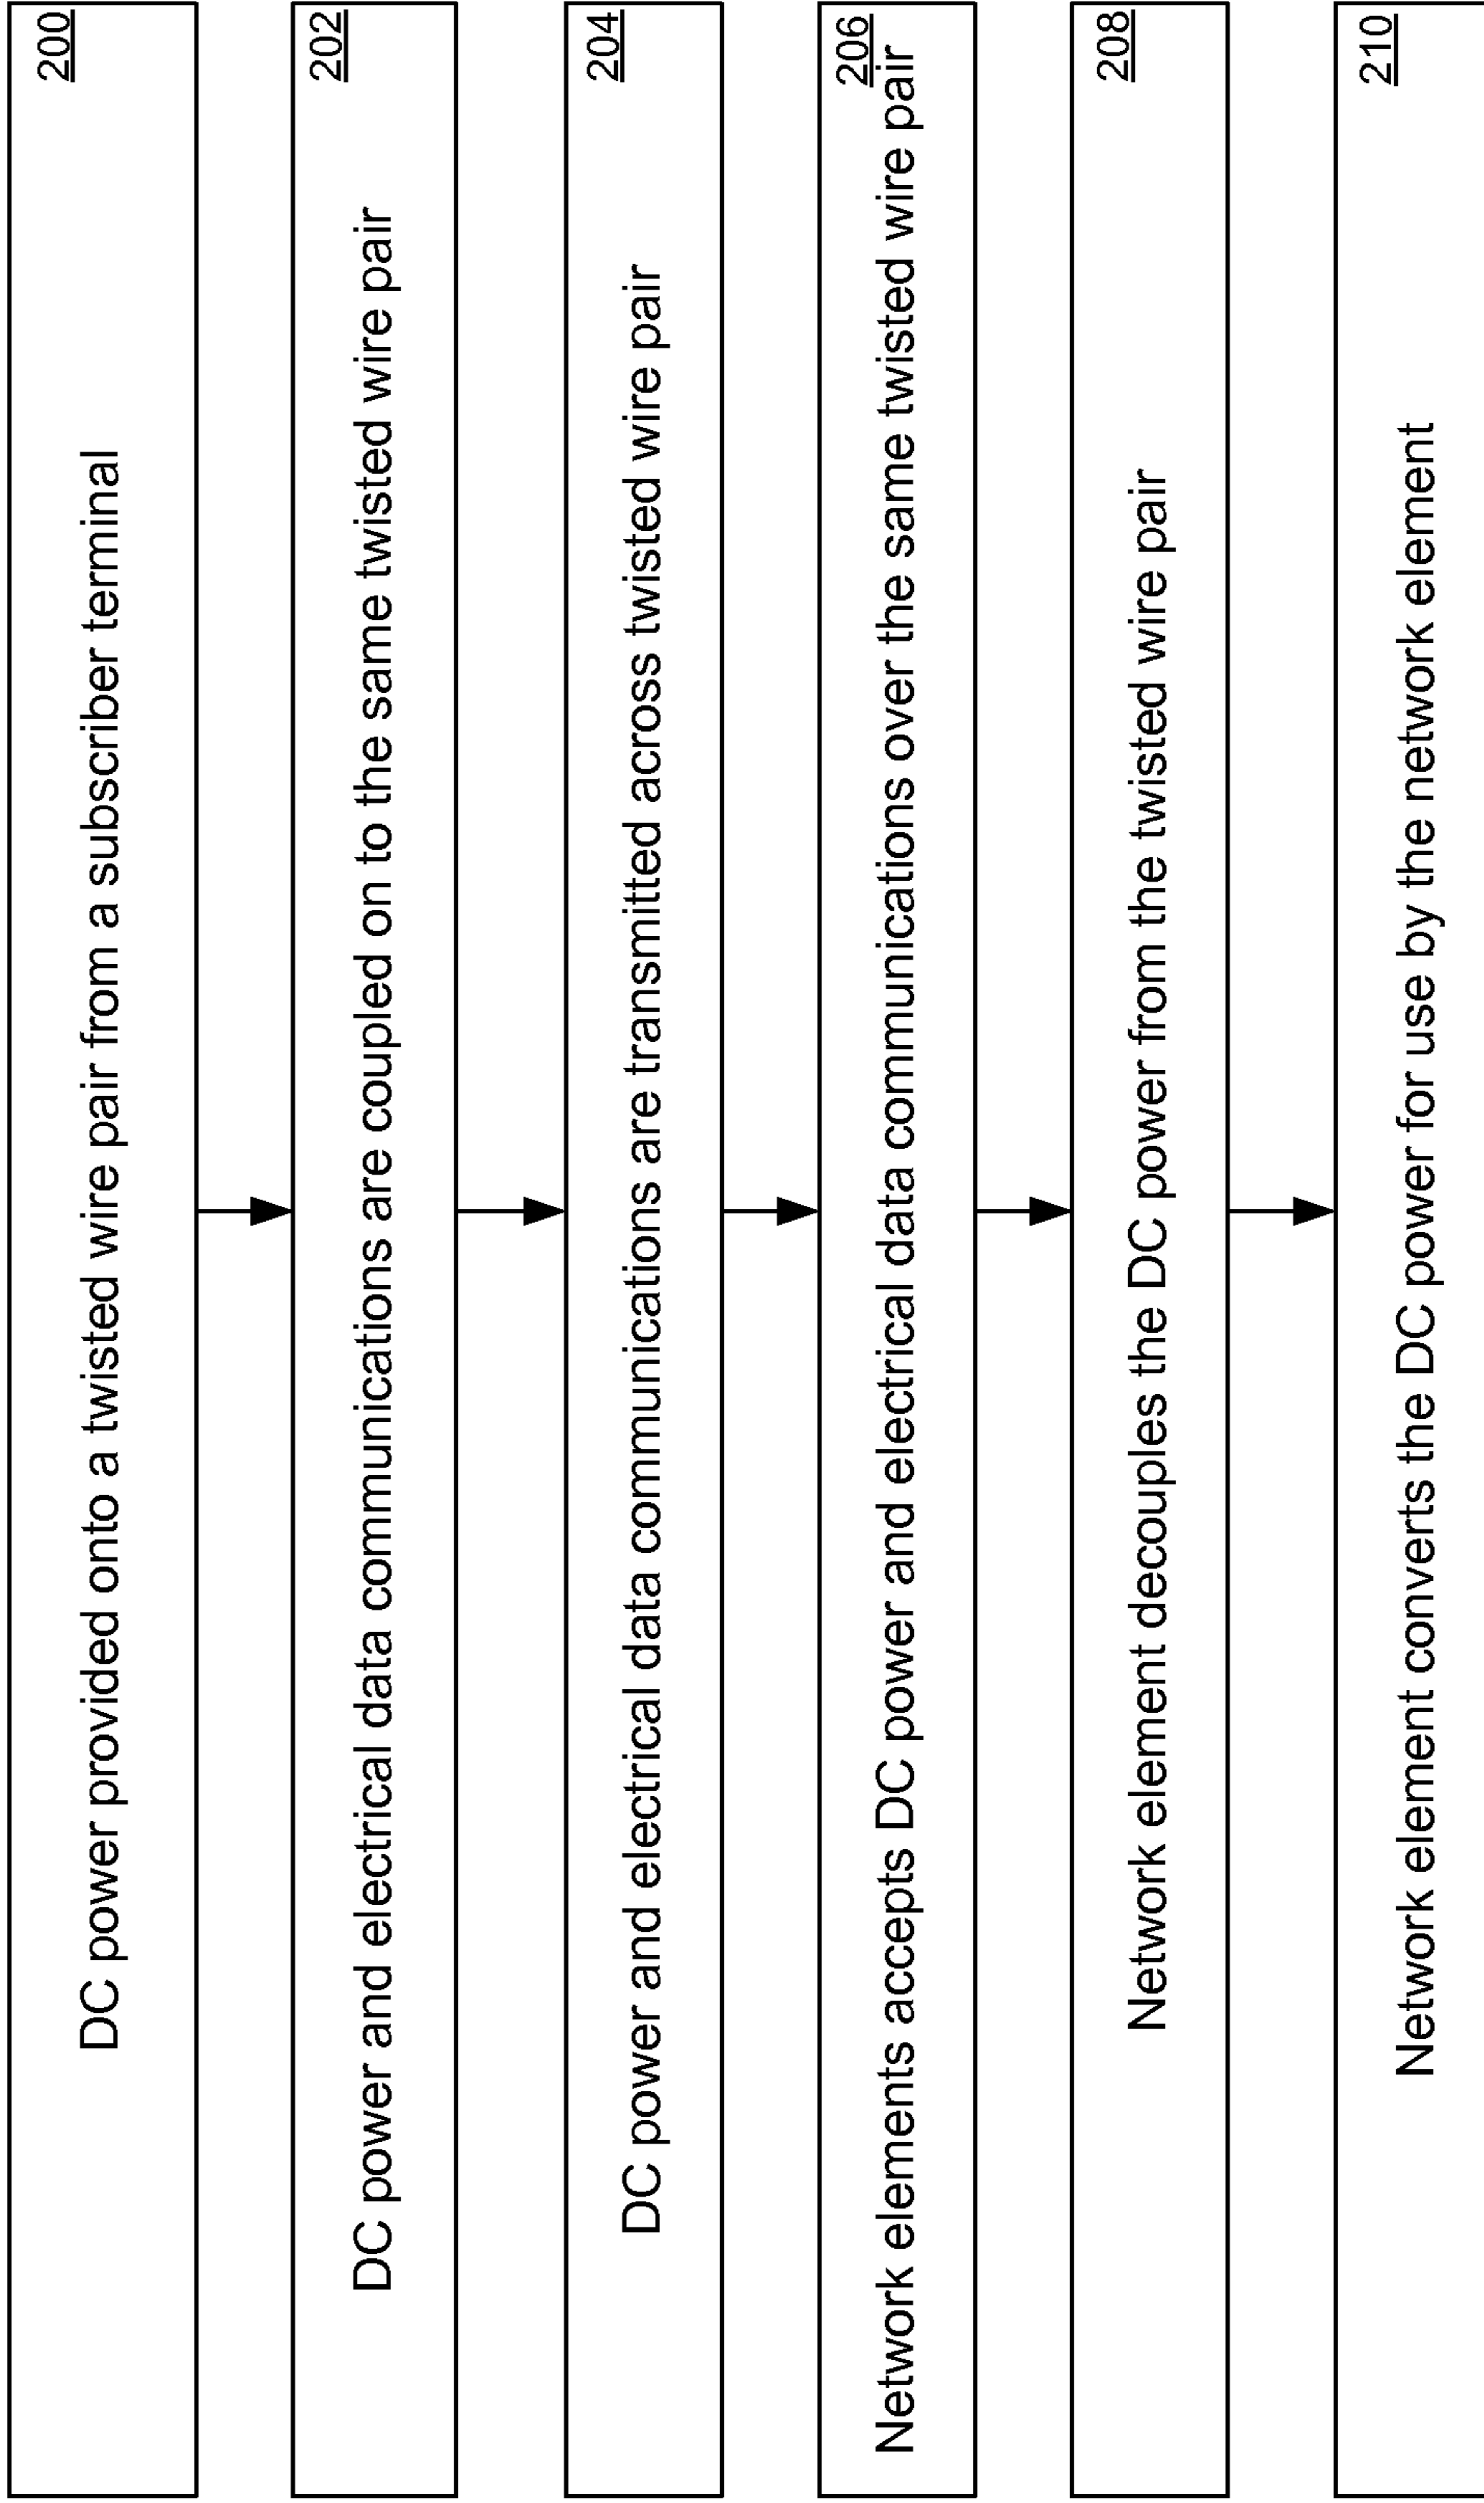 200
DC power provided onto a twisted wire pair from a subscriber terminal
202
DC power and electrical data communications are coupled on to the same twisted wire pair
204
DC power and electrical data communications are transmitted across twisted wire pair
206
Network elements accepts DC power and electrical data communications over the same twisted wire pair
208
Network element decouples the DC power from the twisted wire pair
210
Network element converts the DC power for use by the network element